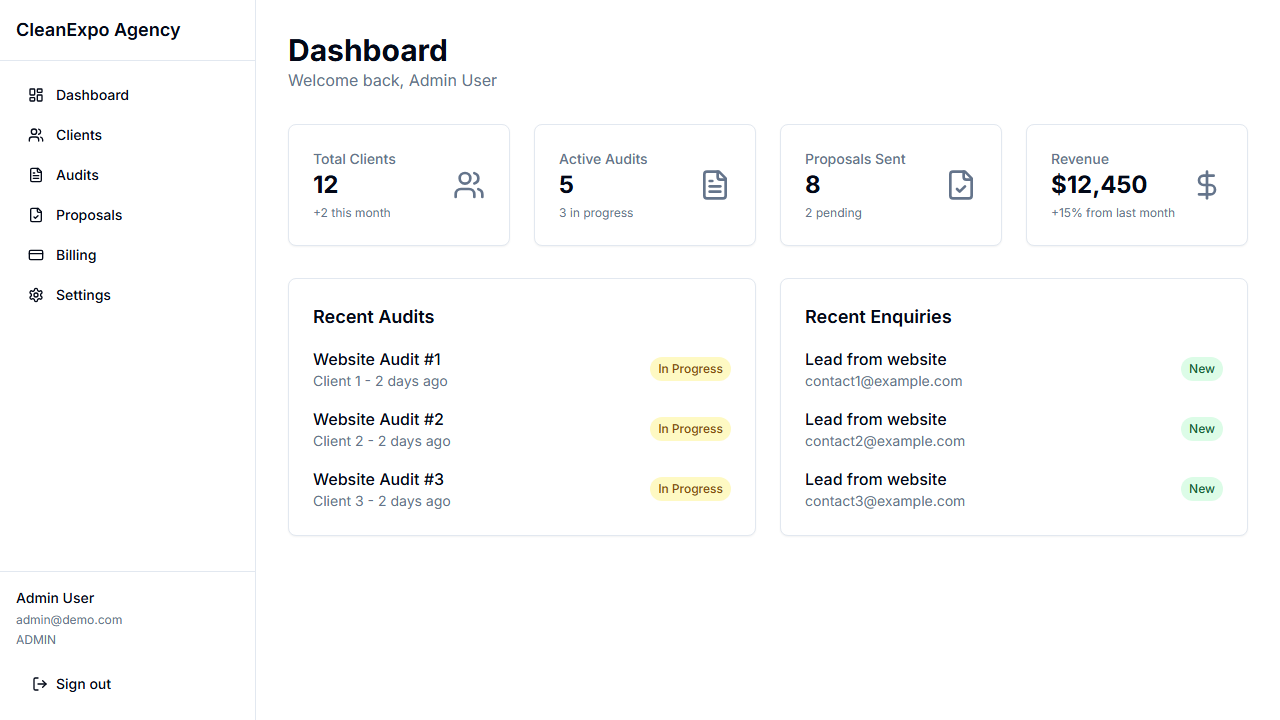 CleanExpo Agency
Dashboard
Clients
Audits
Proposals
Billing
Settings
Admin User
admin@demo.com
ADMIN
Sign out
Dashboard
Welcome back, Admin User
Total Clients
12
+2 this month
Active Audits
5
3 in progress
Proposals Sent
8
2 pending
Revenue
$12,450
+15% from last month
Recent Audits
Website Audit #1
Client 1 - 2 days ago
In Progress
Website Audit #2
Client 2 - 2 days ago
In Progress
Website Audit #3
Client 3 - 2 days ago
In Progress
Recent Enquiries
Lead from website
contact1@example.com
New
Lead from website
contact2@example.com
New
Lead from website
contact3@example.com
New